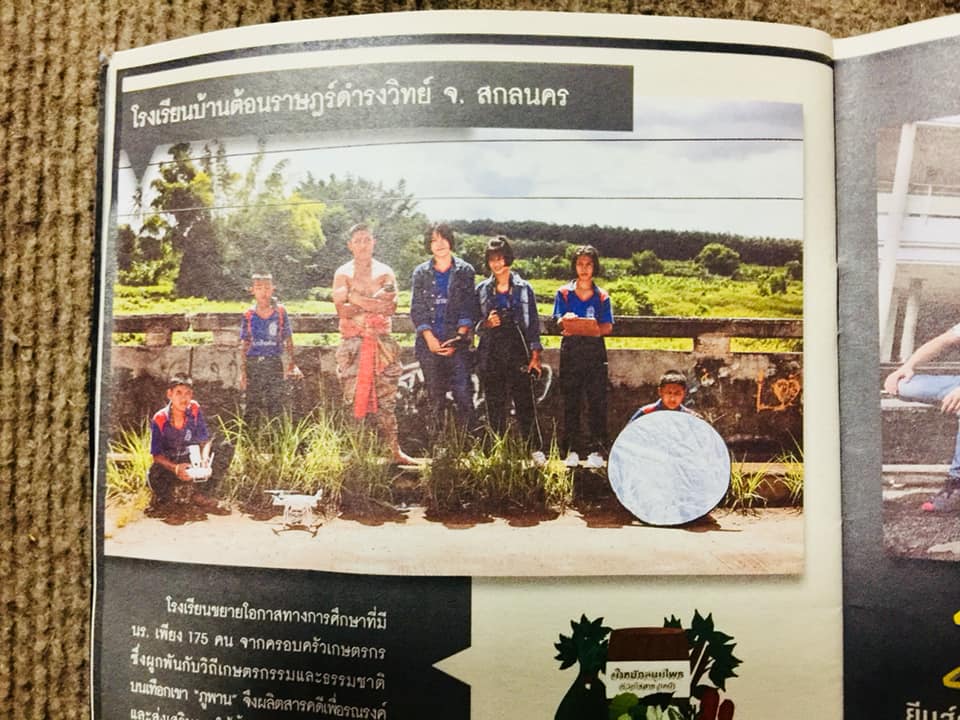 โรงเรียนบ้านต้อนราษฎร์ดำรงวิทย์ จ. สกลนคร
โรงเรียนขยายโอกาสทางการศึกษาที่มี
นร. เพียง 175 คน จากครอบครัวเกษตรกร
ซึ่งผูกพันกับวิถีเกษตรกรรมและธรรมชาติ
บนเทือกเขา "ภูพาน" จึงผลิตสารคดีเพื่อรณรงค์